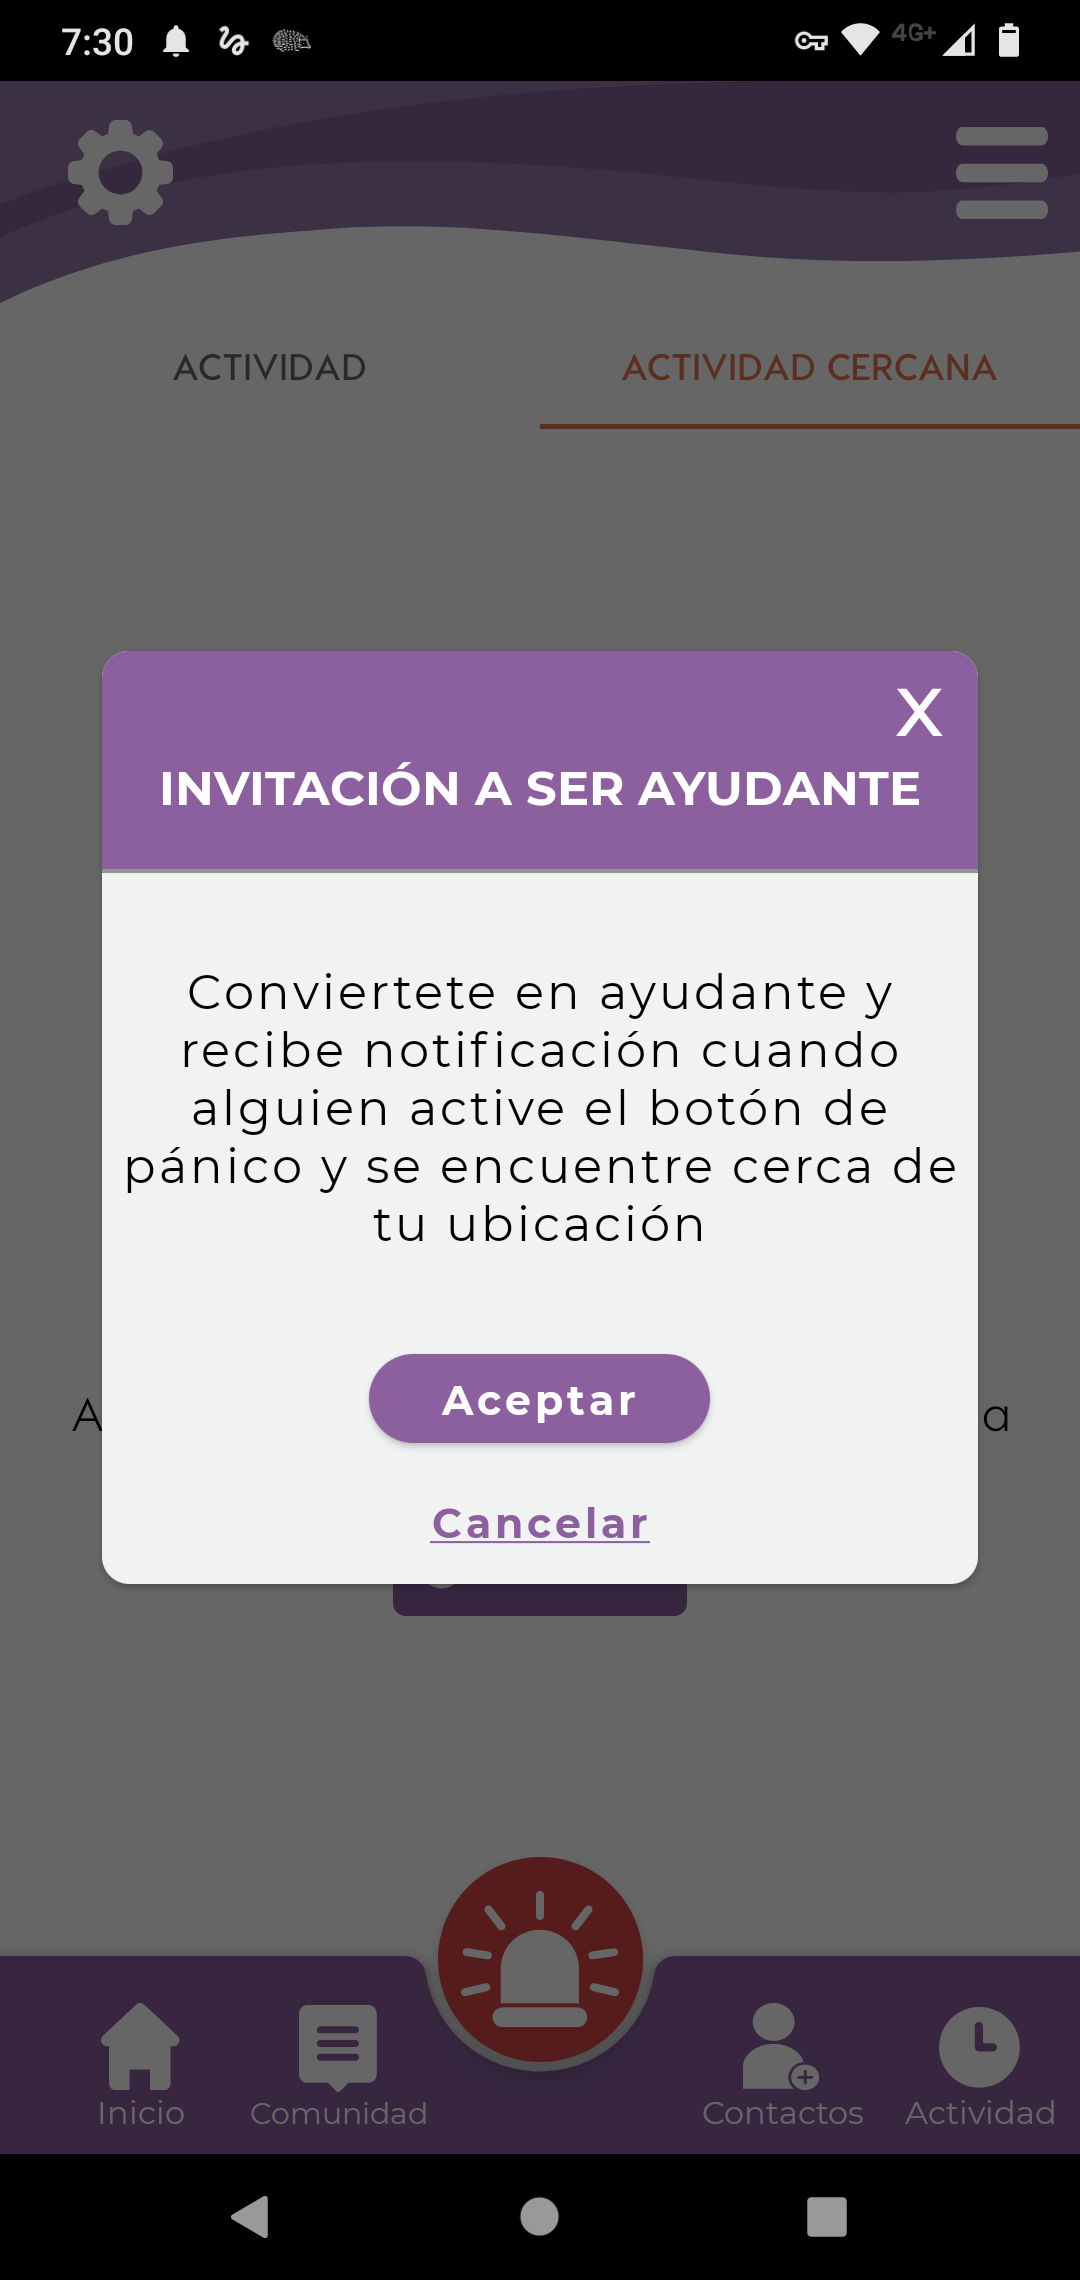 7:30
4G+
ACTIVIDAD
ACTIVIDAD CERCANA
X
INVITACIÓN A SER AYUDANTE
Conviertete en ayudante y
recibe notificación cuando
alguien active el botón de
pánico y se encuentre cerca de
tu ubicación
Aceptar
Cancelar
Inicio
Comunidad
Contactos
Actividad